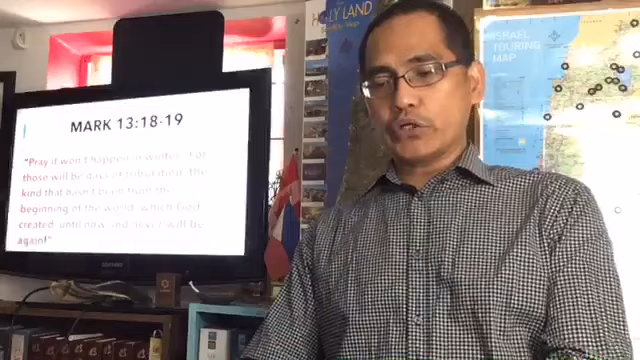 HOLY LAND
ISRAEL
TOURING
MAP
MARK 13:18-19
"Pray it won't happen in winter. For
those will be days of tribulation, the
kind that hasn't been from the
beginning of the world, which God
created, until now and never will be
again!"